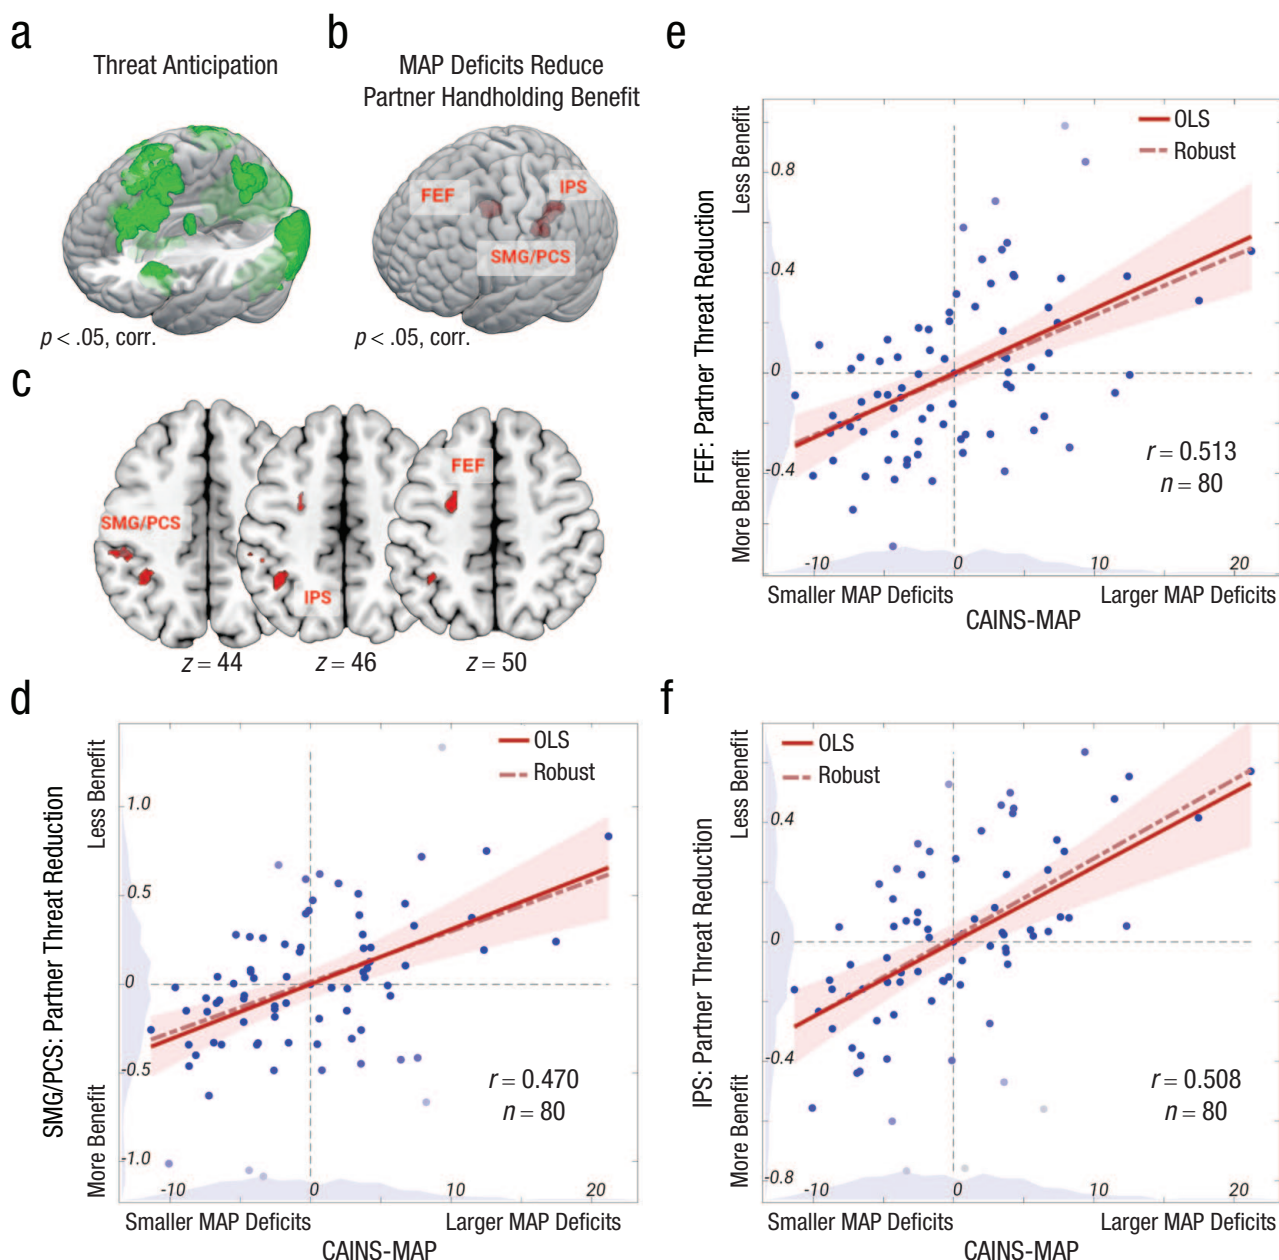 a
Threat Anticipation
p < .05, corr.
b
MAP Deficits Reduce
Partner Handholding Benefit
FEF
IPS
SMG/PCS
p < .05, corr.
c
SMG/PCS
FEF
IPS
z = 44
z = 46
z = 50
d
SMG/PCS: Partner Threat Reduction
Less Benefit
More Benefit
OLS
Robust
1.0
0.5
0
-0.5
-1.0
r = 0.470
n = 80
-10
0
10
20
Smaller MAP Deficits
Larger MAP Deficits
CAINS-MAP
e
FEF: Partner Threat Reduction
Less Benefit
More Benefit
OLS
Robust
0.8
0.4
0
-0.4
r = 0.513
n = 80
-10
0
10
20
Smaller MAP Deficits
Larger MAP Deficits
CAINS-MAP
f
IPS: Partner Threat Reduction
Less Benefit
More Benefit
OLS
Robust
0.4
0
-0.4
-0.8
r = 0.508
n = 80
-10
0
10
20
Smaller MAP Deficits
Larger MAP Deficits
CAINS-MAP